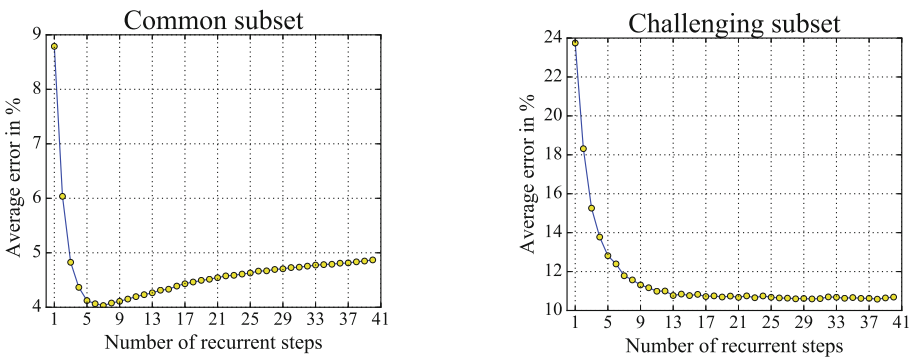 Common subset
9
8
7
6
5
4
Average error in %
1 5 9 13 17 21 25 29 33 37 41
Number of recurrent steps
Challenging subset
24
22
20
18
16
14
12
10
Average error in %
1 5 9 13 17 21 25 29 33 37 41
Number of recurrent steps